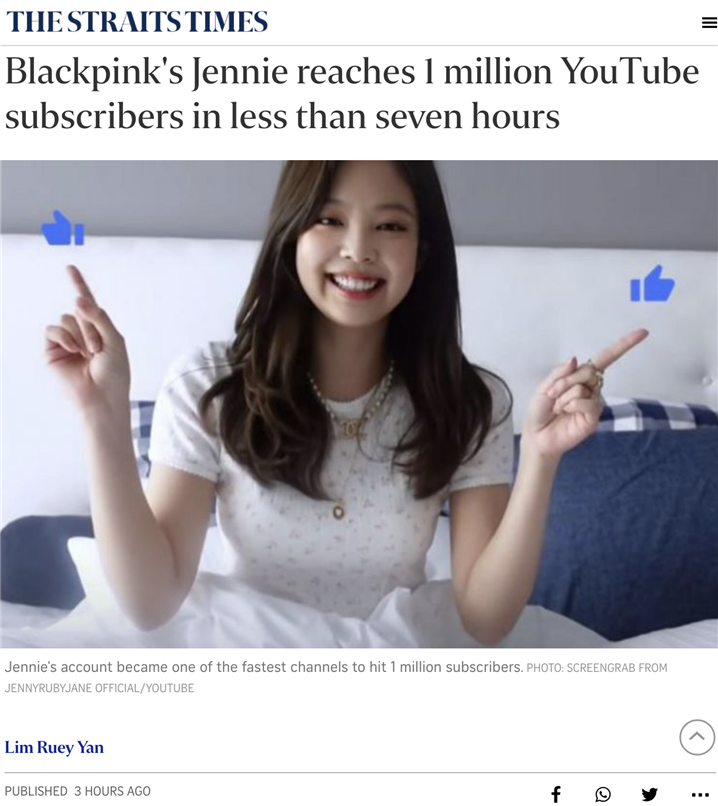 THE STRAITS TIMES
Blackpink's Jennie reaches 1 million YouTube
subscribers in less than seven hours
Jennie's account became one of the fastest channels to hit 1 million subscribers. PHOTO: SCREENGRAB FROM
JENNYRUBYJANE OFFICIAL/YOUTUBE
Lim Ruey Yan
PUBLISHED 3 HOURS AGO